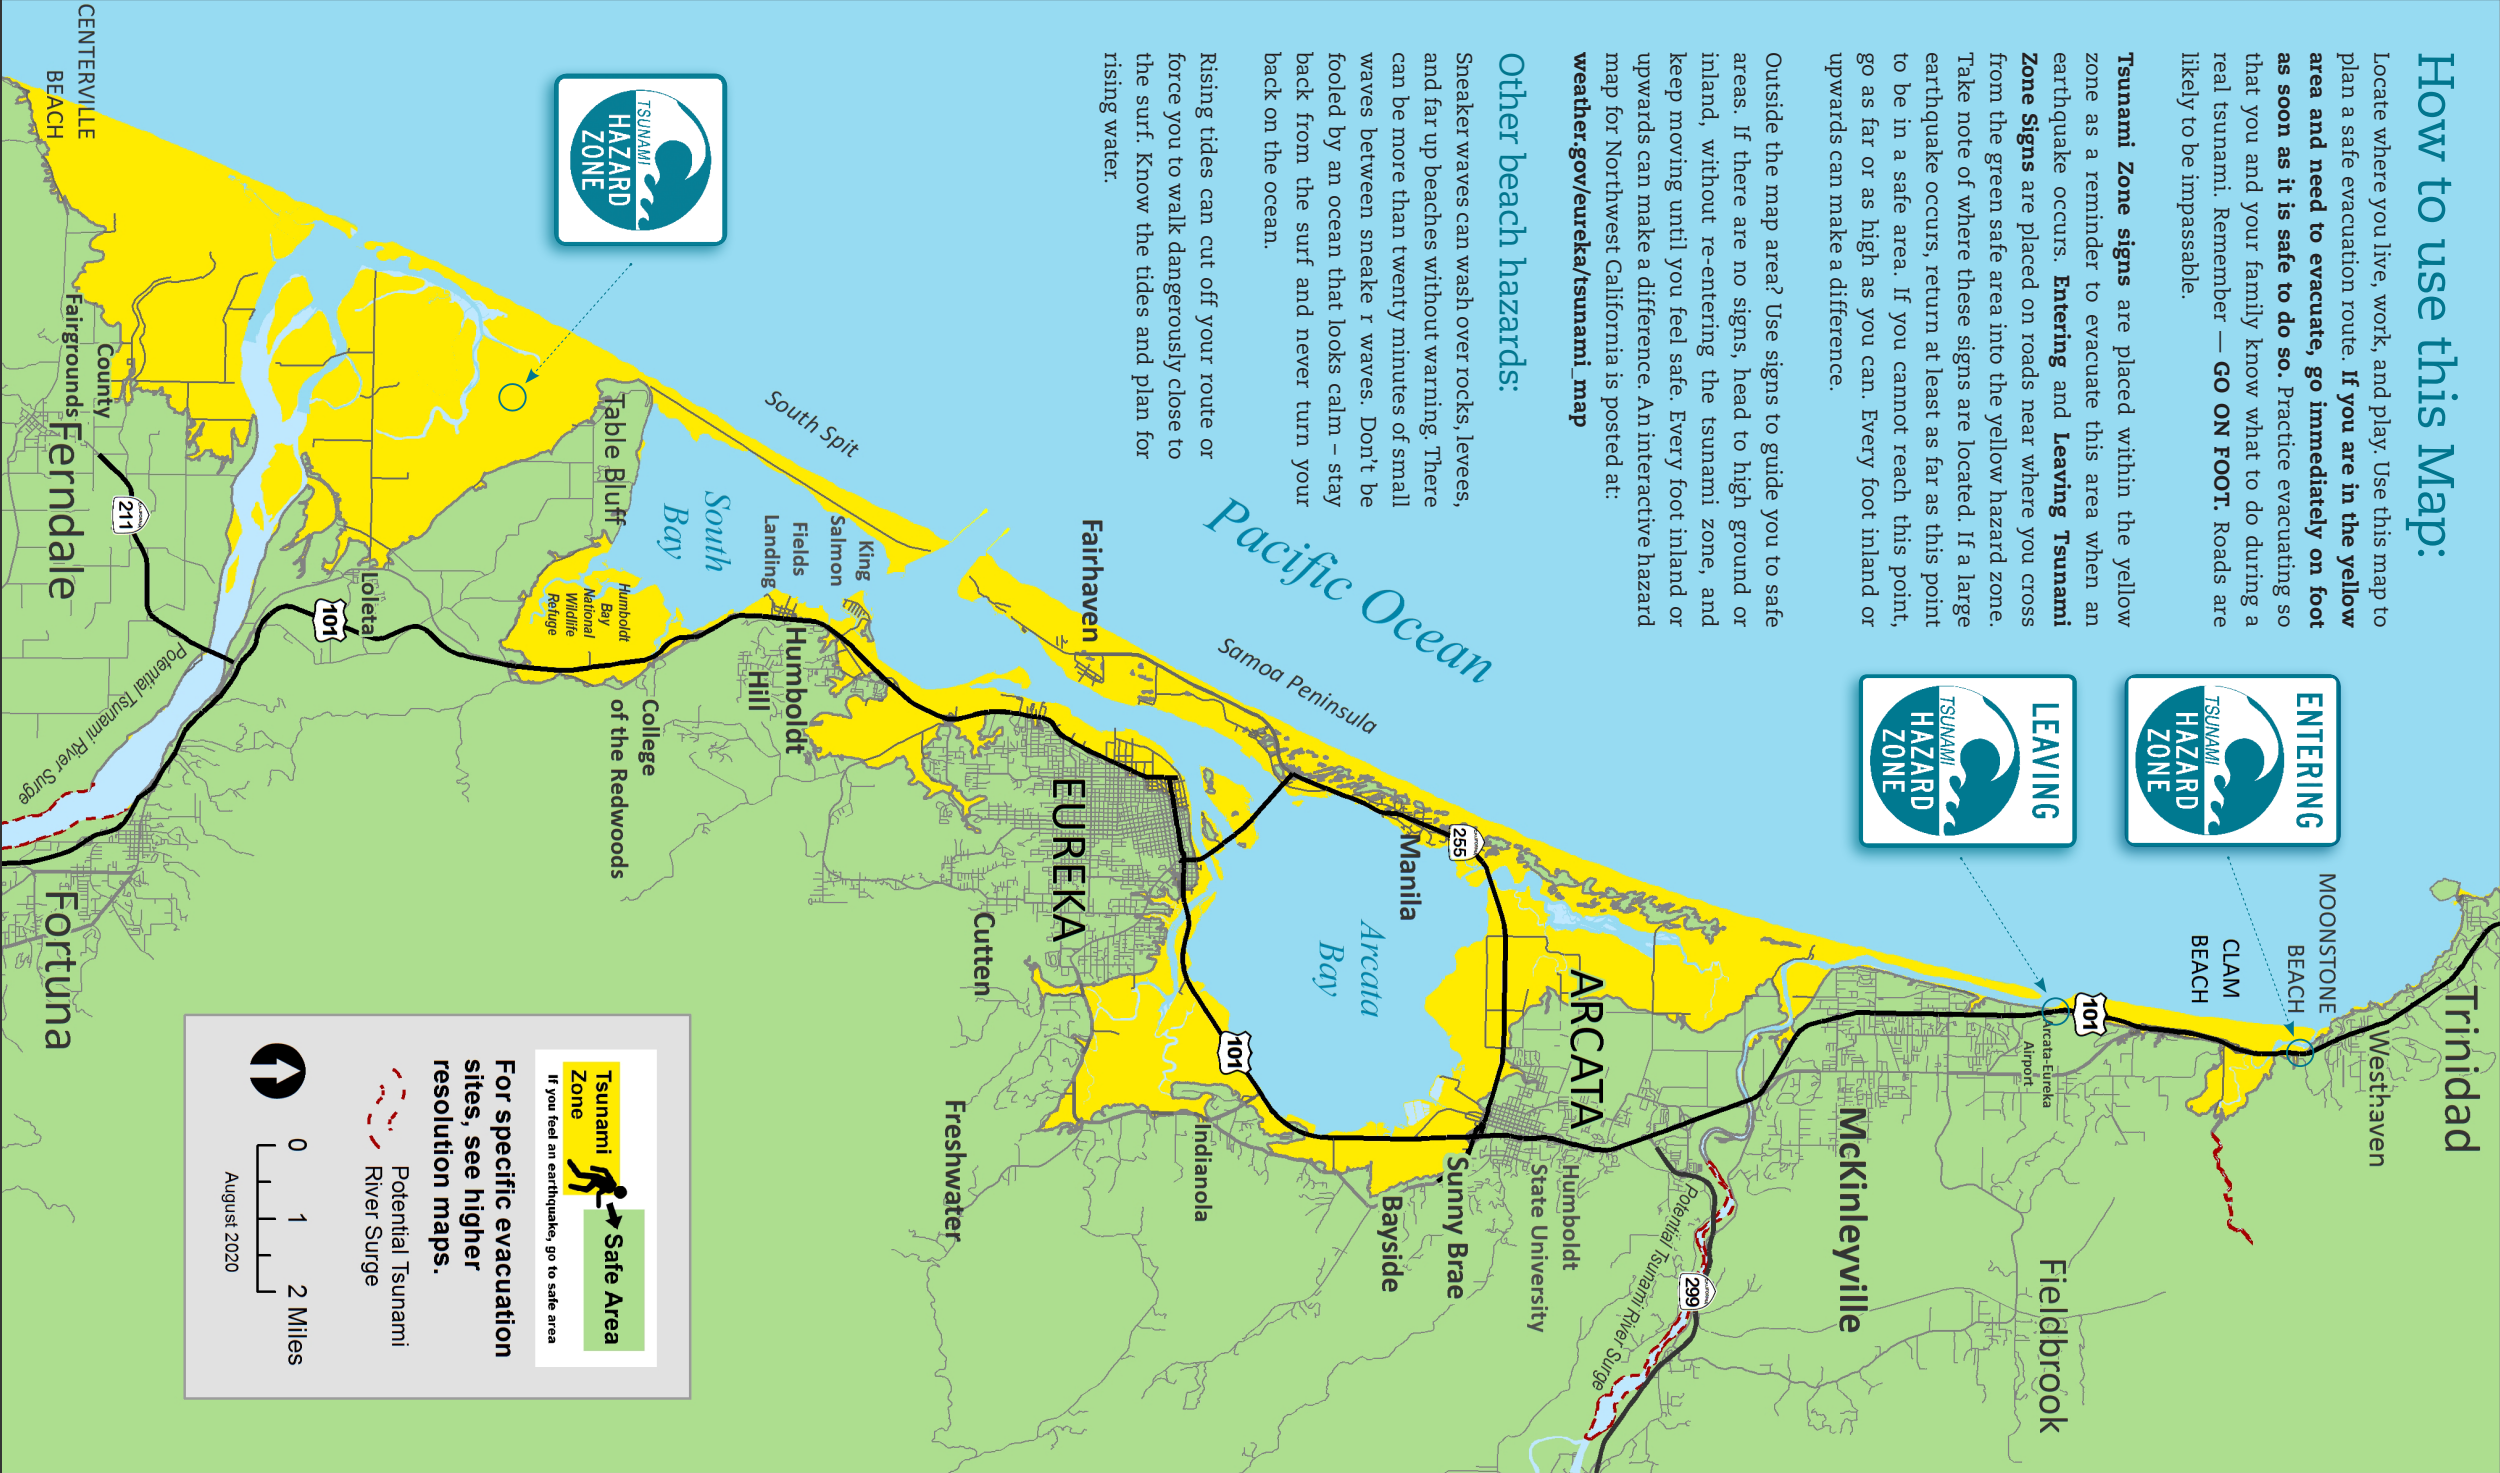 How to use this Map:
Locate where you live, work, and play. Use this map to
plan a safe evacuation route. If you are in the yellow
area and need to evacuate, go immediately on foot
as soon as it is safe to do so. Practice evacuating so
that you and your family know what to do during a
real tsunami. Remember — GO ON FOOT. Roads are
likely to be impassable.
Tsunami Zone signs are placed within the yellow
zone as a reminder to evacuate this area when an
earthquake occurs. Entering and Leaving Tsunami
Zone Signs are placed on roads near where you cross
from the green safe area into the yellow hazard zone.
Take note of where these signs are located. If a large
earthquake occurs, return at least as far as this point
to be in a safe area. If you cannot reach this point,
go as far or as high as you can. Every foot inland or
upwards can make a difference.
Outside the map area? Use signs to guide you to safe
areas. If there are no signs, head to high ground or
inland, without re-entering the tsunami zone, and
keep moving until you feel safe. Every foot inland or
upwards can make a difference. An interactive hazard
map for Northwest California is posted at:
weather.gov/eureka/tsunami_map
Other beach hazards:
Sneaker waves can wash over rocks, levees,
and far up beaches without warning. There
can be more than twenty minutes of small
waves between sneake r waves. Don't be
fooled by an ocean that looks calm – stay
back from the surf and never turn your
back on the ocean.
Rising tides can cut off your route or
force you to walk dangerously close to
the surf. Know the tides and plan for
rising water.
ENTERING
TSUNAMI
HAZARD
ZONE
LEAVING
TSUNAMI
HAZARD
ZONE
TSUNAMI
HAZARD
ZONE
Trinidad
Westhaven
MOONSTONE
BEACH
CLAM
BEACH
101
Arcata-Eureka
Airport
Fieldbrook
McKinleyville
299
Potential Tsunami River Surge
ARCATA
Humboldt
State University
Sunny Brae
Bayside
255
Manila
Arcata
Bay
Pacific Ocean
Samoa Peninsula
101
Indianola
Fairhaven
EUREKA
Cutten
Freshwater
King
Salmon
Fields
Landing
South Spit
South
Bay
Humboldt
Hill
College
of the Redwoods
Humboldt
Bay
National
Wildlife
Refuge
Table Bluff
Loleta
101
211
Potential Tsunami River Surge
CENTERVILLE
BEACH
County
Fairgrounds
Ferndale
Fortuna
Tsunami
Zone
Safe Area
If you feel an earthquake, go to safe area
For specific evacuation
sites, see higher
resolution maps.
Potential Tsunami
River Surge
0 1 2 Miles
August 2020